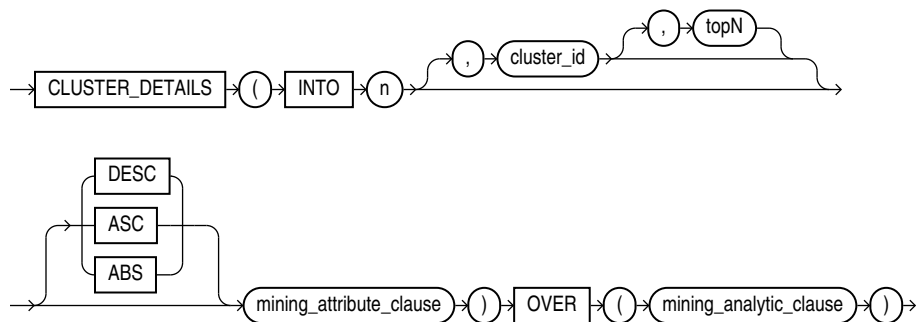 , topN
, cluster_id
CLUSTER_DETAILS ( INTO n
DESC
ASC
ABS
mining_attribute_clause ) OVER ( mining_analytic_clause )